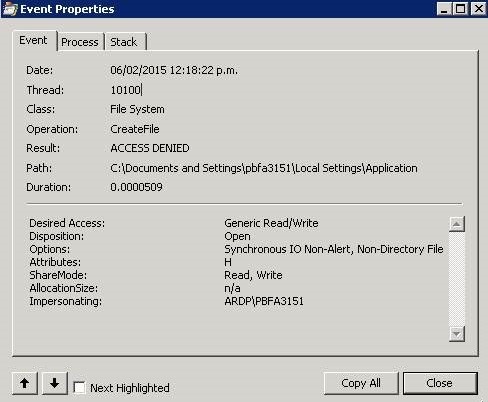 Event Properties
Event Process Stack
Date: 06/02/2015 12:18:22 p.m.
Thread: 10100
Class: File System
Operation: CreateFile
Result: ACCESS DENIED
Path: C:\Documents and Settings\pbfa3151\Local Settings\Application
Duration: 0.0000509
Desired Access: Generic Read/Write
Disposition: Open
Options: Synchronous IO Non-Alert, Non-Directory File
Attributes: H
ShareMode: Read, Write
AllocationSize: n/a
Impersonating: ARDP\PBFA3151
Next Highlighted Copy All Close